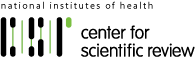 national institutes of health
center for
scientific review